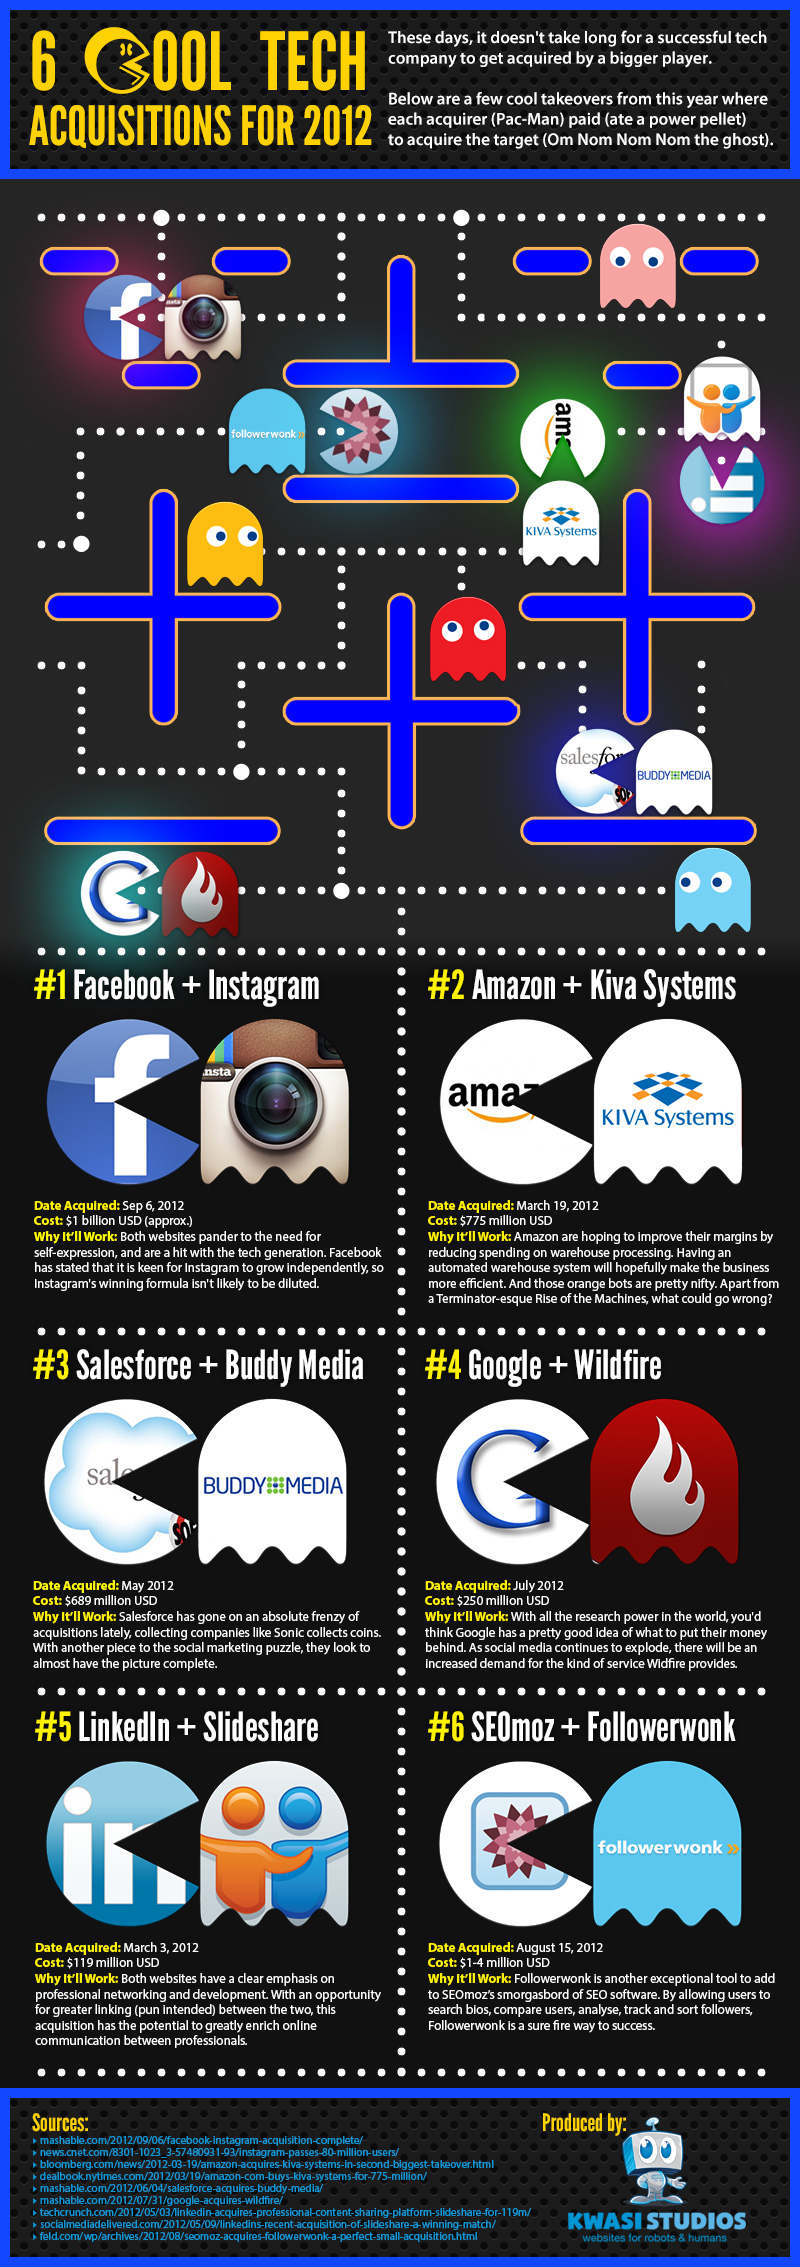 6 COOL TECH
ACQUISITIONS FOR 2012
These days, it doesn't take long for a successful tech
company to get acquired by a bigger player.
Below are a few cool takeovers from this year where
each acquirer (Pac-Man) paid (ate a power pellet)
to acquire the target (Om Nom Nom Nom the ghost).
f
Insta
followerwonk »
ama
KIVA Systems
salesfor
SOF
BUDDY MEDIA
G
#1 Facebook + Instagram
f
Insta
Date Acquired: Sep 6, 2012
Cost: $1 billion USD (approx.)
Why It'll Work: Both websites pander to the need for
self-expression, and are a hit with the tech generation. Facebook
has stated that it is keen for Instagram to grow independently, so
Instagram's winning formula isn't likely to be diluted.
#2 Amazon + Kiva Systems
amaz
KIVA Systems
Date Acquired: March 19, 2012
Cost: $775 million USD
Why It'll Work: Amazon are hoping to improve their margins by
reducing spending on warehouse processing. Having an
automated warehouse system will hopefully make the business
more efficient. And those orange bots are pretty nifty. Apart from
a Terminator-esque Rise of the Machines, what could go wrong?
#3 Salesforce + Buddy Media
sale
SOF
BUDDY MEDIA
Date Acquired: May 2012
Cost: $689 million USD
Why It'll Work: Salesforce has gone on an absolute frenzy of
acquisitions lately, collecting companies like Sonic collects coins.
With another piece to the social marketing puzzle, they look to
almost have the picture complete.
#4 Google + Wildfire
G
Date Acquired: July 2012
Cost: $250 million USD
Why It'll Work: With all the research power in the world, you'd
think Google has a pretty good idea of what to put their money
behind. As social media continues to explode, there will be an
increased demand for the kind of service Widfire provides.
#5 LinkedIn + Slideshare
in
Date Acquired: March 3, 2012
Cost: $119 million USD
Why It'll Work: Both websites have a clear emphasis on
professional networking and development. With an opportunity
for greater linking (pun intended) between the two, this
acquisition has the potential to greatly enrich online
communication between professionals.
#6 SEOmoz + Followerwonk
followerwonk »
Date Acquired: August 15, 2012
Cost: $1-4 million USD
Why It'll Work: Followerwonk is another exceptional tool to add
to SEOmoz's smorgasbord of SEO software. By allowing users to
search bios, compare users, analyse, track and sort followers,
Followerwonk is a sure fire way to success.
Sources:
mashable.com/2012/09/06/facebook-instagram-acquisition-complete/
news.cnet.com/8301-1023_3-57480931-93/instagram-passes-80-million-users/
bloomberg.com/news/2012-03-19/amazon-acquires-kiva-systems-in-second-biggest-takeover.html
dealbook.nytimes.com/2012/03/19/amazon-com-buys-kiva-systems-for-775-million/
mashable.com/2012/06/04/salesforce-acquires-buddy-media/
mashable.com/2012/07/31/google-acquires-wildfire/
techcrunch.com/2012/05/03/linkedin-acquires-professional-content-sharing-platform-slideshare-for-119m/
socialmediadelivered.com/2012/05/09/linkedins-recent-acquisition-of-slideshare-a-winning-match/
feld.com/wp/archives/2012/08/seomoz-acquires-followerwonk-a-perfect-small-acquisition.html
Produced by:
KWASI STUDIOS
websites for robots & humans